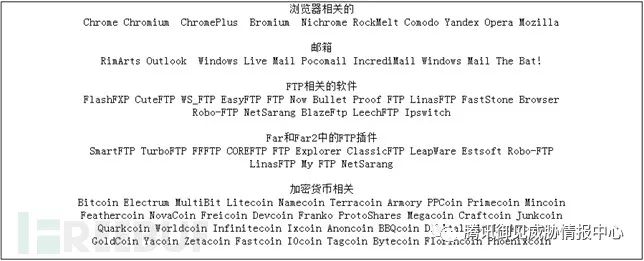 浏览器相关的
Chrome Chromium ChromePlus Bromium Nichrome RockMelt Comodo Yandex Opera Mozilla
邮箱
RimArts Outlook Windows Live Mail Pocomail IncrediMail Windows Mail The Bat!
FTP相关的软件
FlashFXP CuteFTP WS_FTP EasyFTP FTP Now Bullet Proof FTP LinasFTP FastStone Browser
Robo-FTP NetSarang BlazeFtp LeechFTP Ipswitch
Far和Far2中的FTP插件
SmartFTP TurboFTP FFFTP COREFTP FTP Explorer ClassicFTP LeapWare Estsoft Robo-FTP
LinasFTP My FTP NetSarang
加密货币相关
Bitcoin Electrum MultiBit Litecoin Namecoin Terracoin Armory PPCoin Primecoin Mincoin
Feathercoin NovaCoin Freicoin Devcoin Franko ProtoShares Megacoin Craftcoin Junkcoin
Quarkcoin Worldcoin Infinitecoin Ixcoin Anoncoin BBQcoin
GoldCoin Yacoin Zetacoin Fastcoin IOcoin Tagcoin Bytecoin Florincoin Phoenixcoin
腾讯御见威胁情报中心